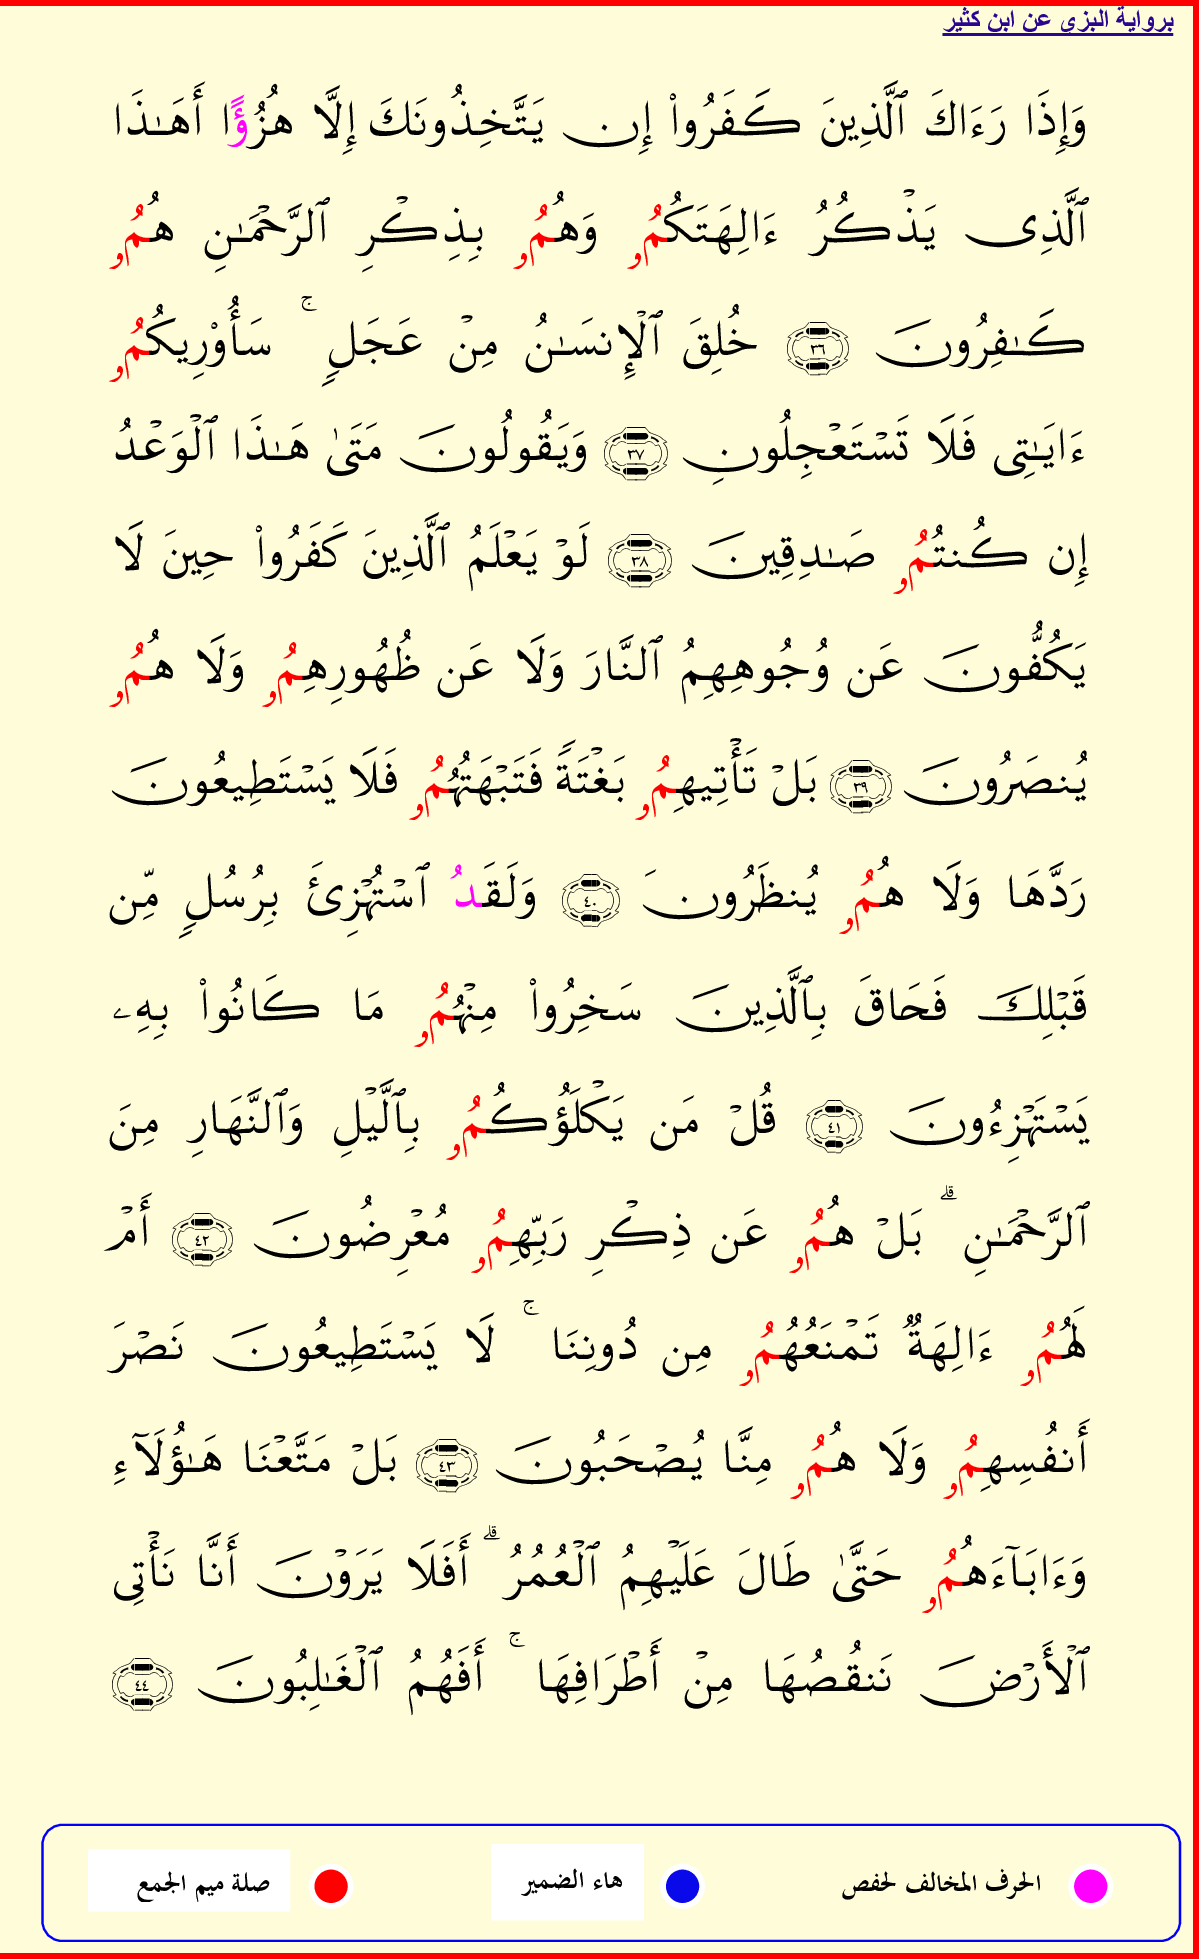 برواية البزي عن ابن كثير
وَإِذَا رَءَاكَ ٱلَّذِينَ كَفَرُوا۟ إِن يَتَّخِذُونَكَ إِلَّا هُزُؤًا أَهَـٰذَا
ٱلَّذِى يَذْكُرُ ءَالِهَتَكُمُۥ وَهُمُۥ بِذِكْرِ ٱلرَّحْمَـٰنِ هُمُۥ
كَـٰفِرُونَ ٣٦ خُلِقَ ٱلْإِنسَـٰنُ مِنْ عَجَلٍ ۚ سَأُو۟رِيكُمُۥ
ءَايَـٰتِى فَلَا تَسْتَعْجِلُونِ ٣٧ وَيَقُولُونَ مَتَىٰ هَـٰذَا ٱلْوَعْدُ
إِن كُنتُمُۥ صَـٰدِقِينَ ٣٨ لَوْ يَعْلَمُ ٱلَّذِينَ كَفَرُوا۟ حِينَ لَا
يَكُفُّونَ عَن وُجُوهِهِمُ ٱلنَّارَ وَلَا عَن ظُهُورِهِمُۥ وَلَا هُمُۥ
يُنصَرُونَ ٣٩ بَلْ تَأْتِيهِمُۥ بَغْتَةً فَتَبْهَتُهُمُۥ فَلَا يَسْتَطِيعُونَ
رَدَّهَا وَلَا هُمُۥ يُنظَرُونَ ٤٠ وَلَقَدُ ٱسْتُهْزِئَ بِرُسُلٍ مِّن
قَبْلِكَ فَحَاقَ بِٱلَّذِينَ سَخِرُوا۟ مِنْهُمُۥ مَا كَانُوا۟ بِهِۦ
يَسْتَهْزِءُونَ ٤١ قُلْ مَن يَكْلَؤُكُمُۥ بِٱلَّيْلِ وَٱلنَّهَارِ مِنَ
ٱلرَّحْمَـٰنِ ۗ بَلْ هُمُۥ عَن ذِكْرِ رَبِّهِمُۥ مُعْرِضُونَ ٤٢ أَمْ
لَهُمُۥ ءَالِهَةٌ تَمْنَعُهُمُۥ مِن دُونِنَا ۚ لَا يَسْتَطِيعُونَ نَصْرَ
أَنفُسِهِمُۥ وَلَا هُمُۥ مِنَّا يُصْحَبُونَ ٤٣ بَلْ مَتَّعْنَا هَـٰؤُلَآءِ
وَءَابَآءَهُمُۥ حَتَّىٰ طَالَ عَلَيْهِمُ ٱلْعُمُرُ ۗ أَفَلَا يَرَوْنَ أَنَّا نَأْتِى
ٱلْأَرْضَ نَنقُصُهَا مِنْ أَطْرَافِهَا ۚ أَفَهُمُ ٱلْغَـٰلِبُونَ ٤٤
الحرف المخالف لحفص هاء الضمير صلة ميم الجمع